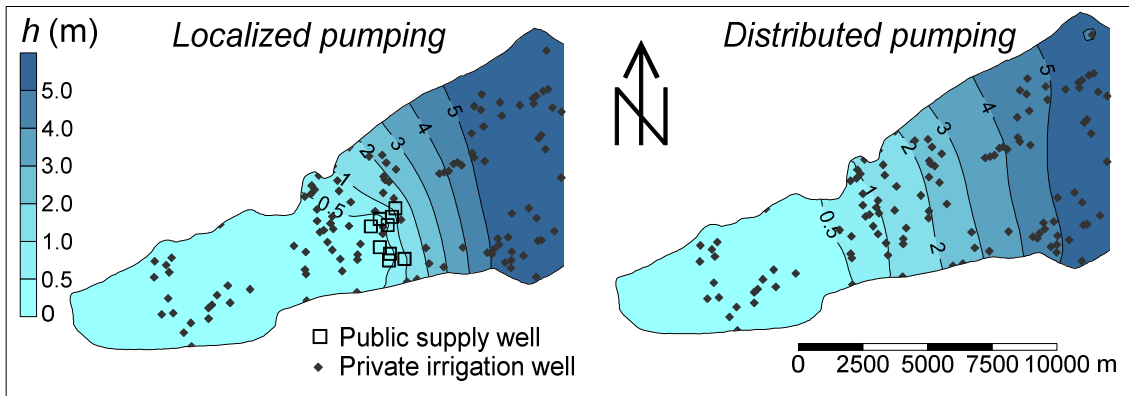 h (m)
Localized pumping
Distributed pumping
5.0
4.0
3.0
2.0
1.0
0.5
0
0.5
1
2
3
4
5
N
0.5
1
2
2
3
4
5
Public supply well
Private irrigation well
0 2500 5000 7500 10000 m